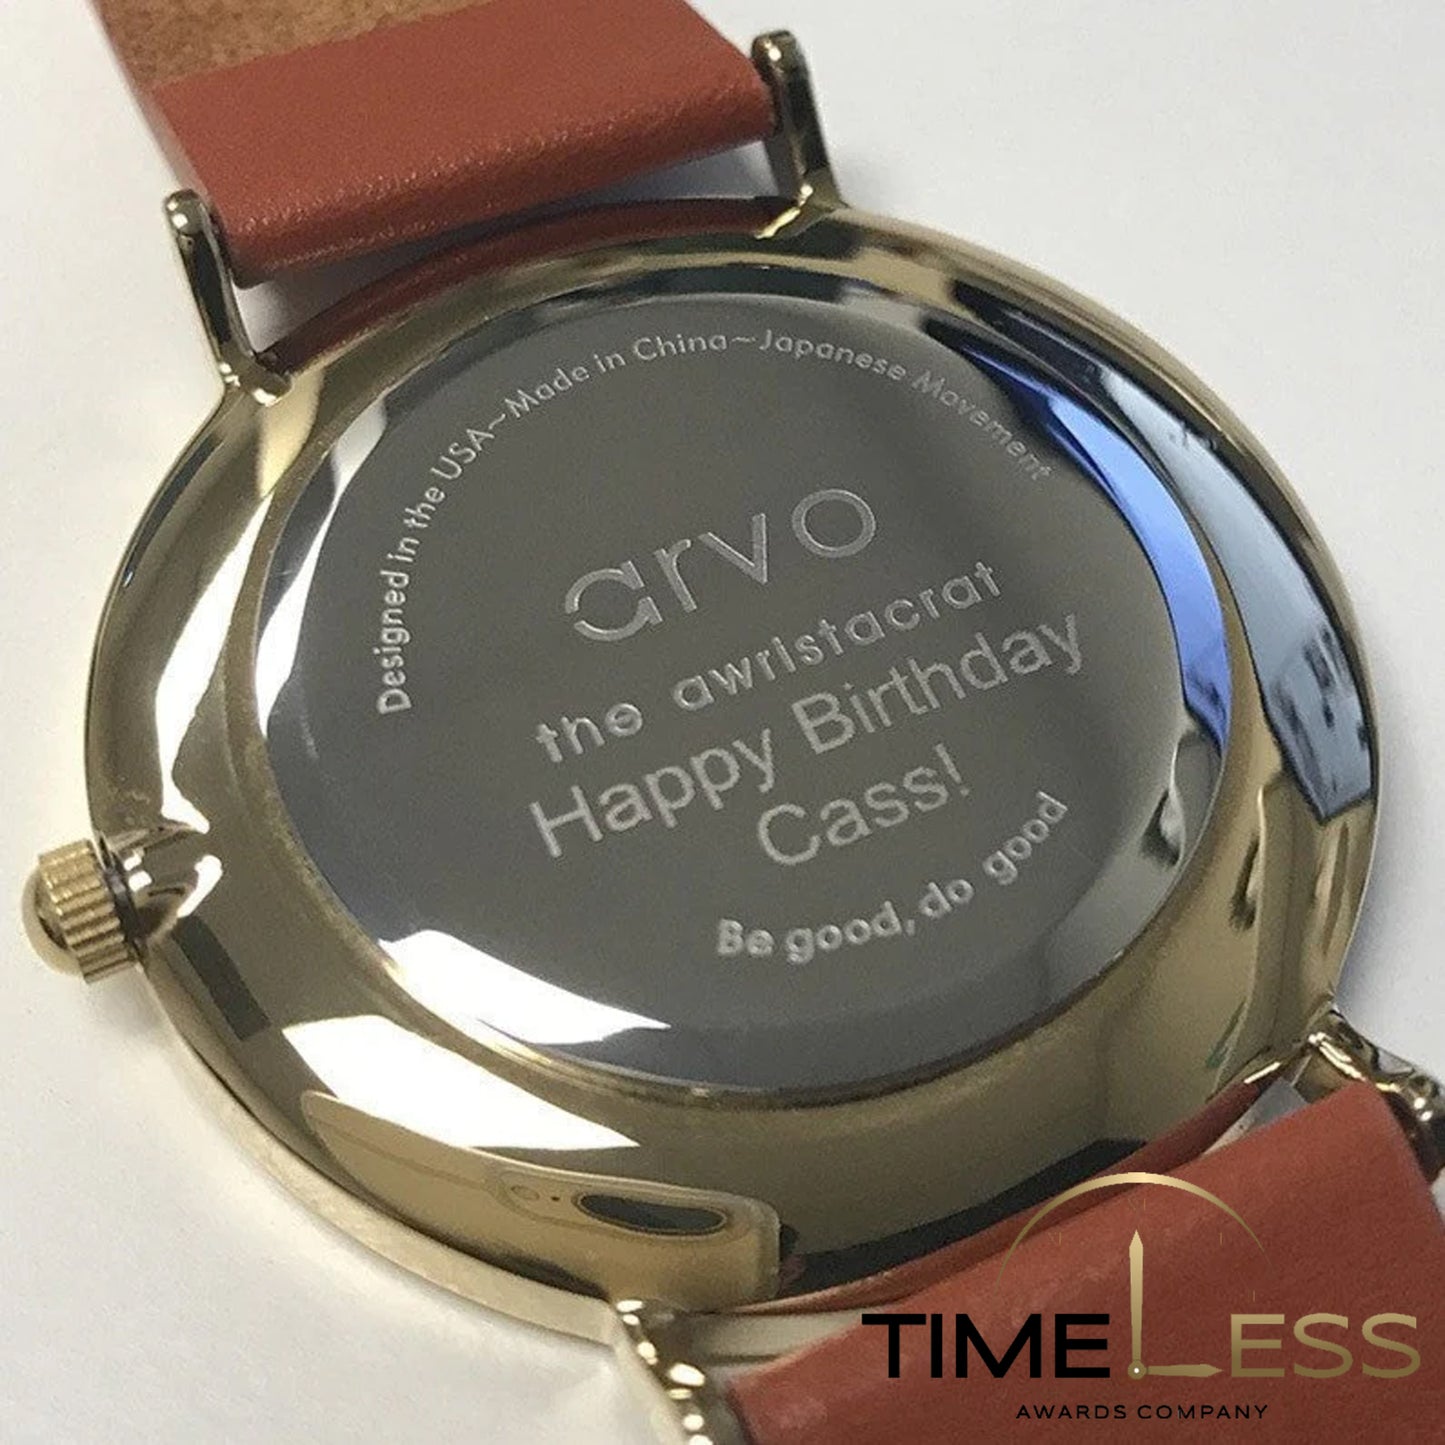 Designed in the USA~Made in China~Japanese Movement
arvo
the awristacrat
Happy Birthday
Cass!
Be good, do good
TIMELESS
AWARDS COMPANY